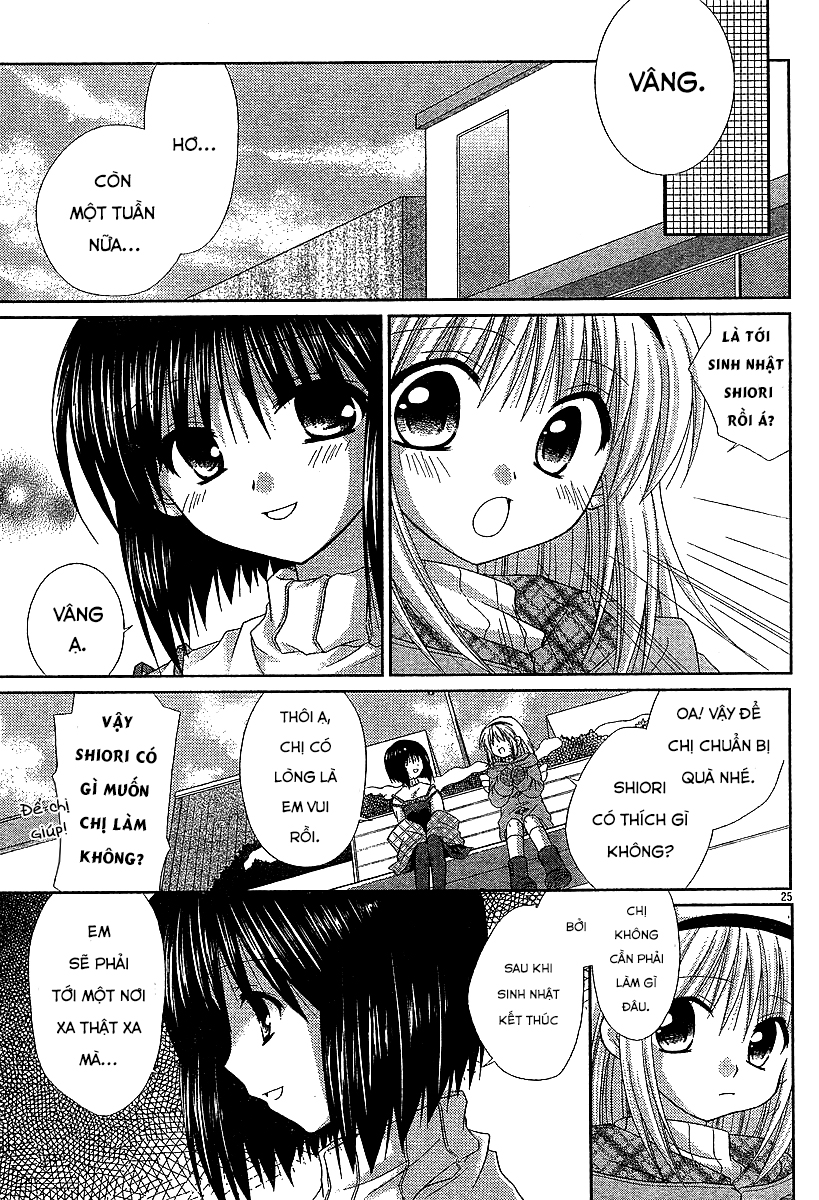 VÂNG.
HƠ...
CÒN
MỘT TUẦN
NỮA...
LÀ TỚI
SINH NHẬT
SHIORI
RỒI Á?
VÂNG
Ạ.
OA! VẬY ĐỂ
CHỊ CHUẨN BỊ
QUÀ NHÉ.
SHIORI
CÓ THÍCH GÌ
KHÔNG?
THÔI Ạ,
CHỊ CÓ
LÒNG LÀ
EM VUI
RỒI.
VẬY
SHIORI CÓ
GÌ MUỐN
CHỊ LÀM
KHÔNG?
Để chị
giúp!
25
CHỊ
KHÔNG
CẦN PHẢI
LÀM GÌ
ĐÂU.
BỞI
SAU KHI
SINH NHẬT
KẾT THÚC
EM
SẼ PHẢI
TỚI MỘT NƠI
XA THẬT XA
MÀ...